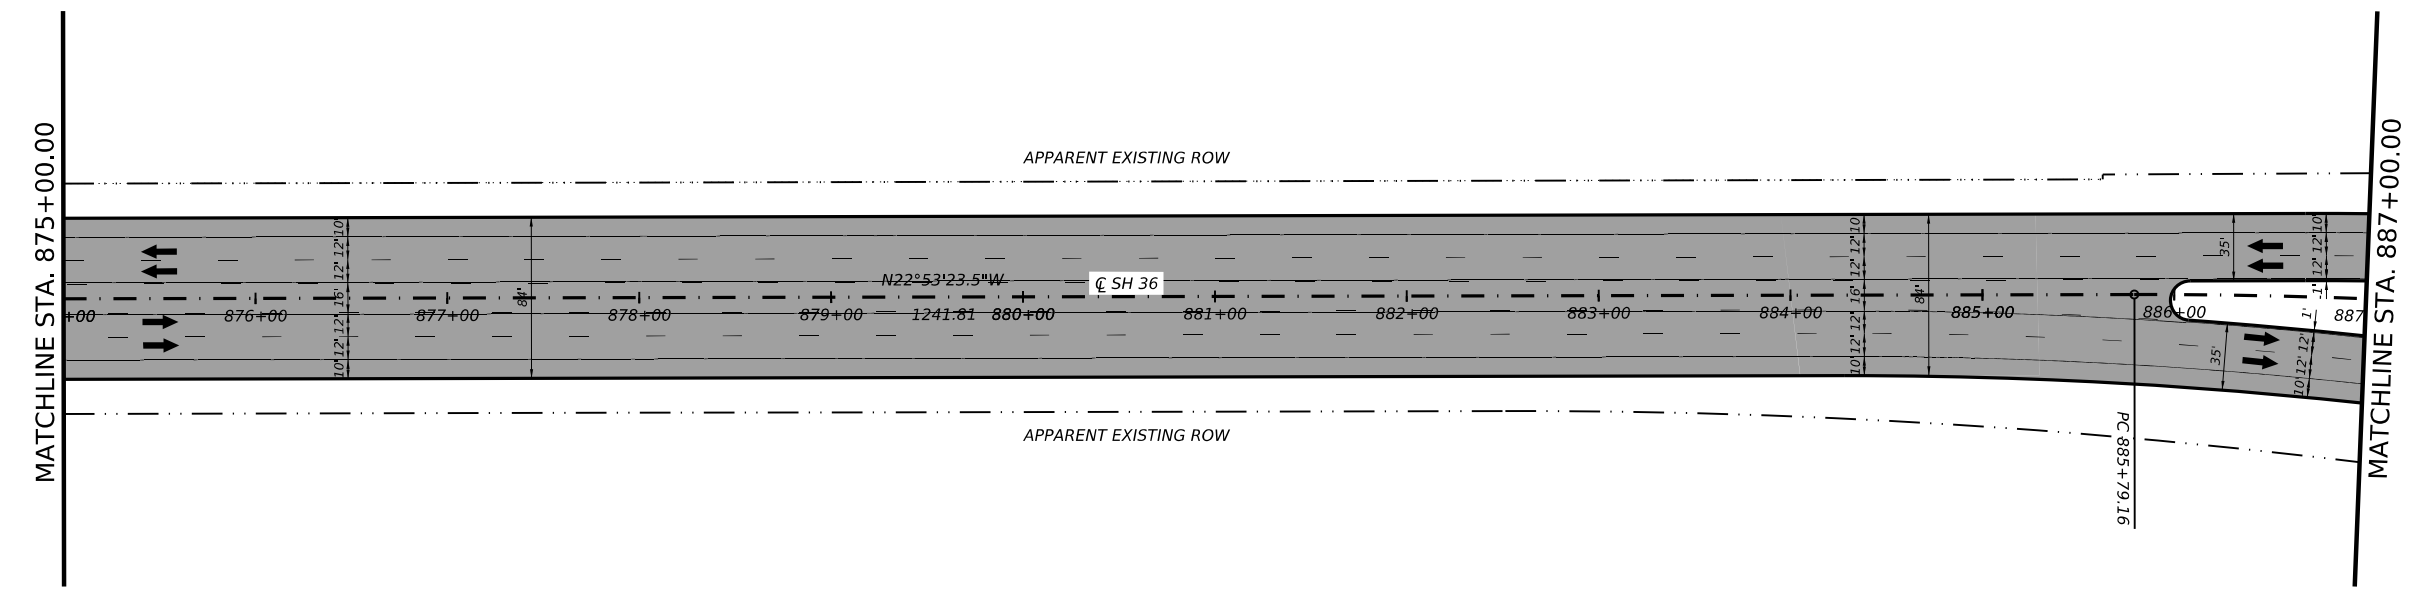 MATCHLINE STA. 875+00.00
APPARENT EXISTING ROW
10' 12' 12' 16' 12' 12' 10'
84'
N22°53'23.5"W
℄ SH 36
10' 12' 12' 16' 12' 12' 10'
84'
35'
10' 12' 12' 1'
+00 876+00 877+00 878+00 879+00 1241.81 880+00 881+00 882+00 883+00 884+00 885+00 886+00 887
35'
1' 12' 12' 10'
PC 885+79.16
APPARENT EXISTING ROW
MATCHLINE STA. 887+00.00